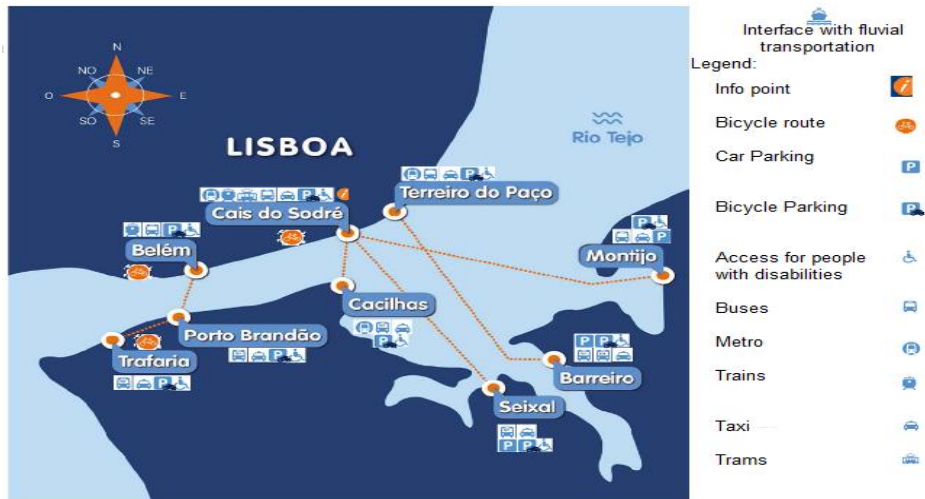 N
NO
NE
O
E
SO
SE
S
LISBOA
Rio Tejo
Terreiro do Paço
Cais do Sodré
Belém
Montijo
Cacilhas
Porto Brandão
Trafaria
Barreiro
Seixal
Interface with fluvial
transportation
Legend:
Info point
Bicycle route
Car Parking
P
Bicycle Parking
P
Access for people
with disabilities
Buses
Metro
Trains
Taxi
Trams